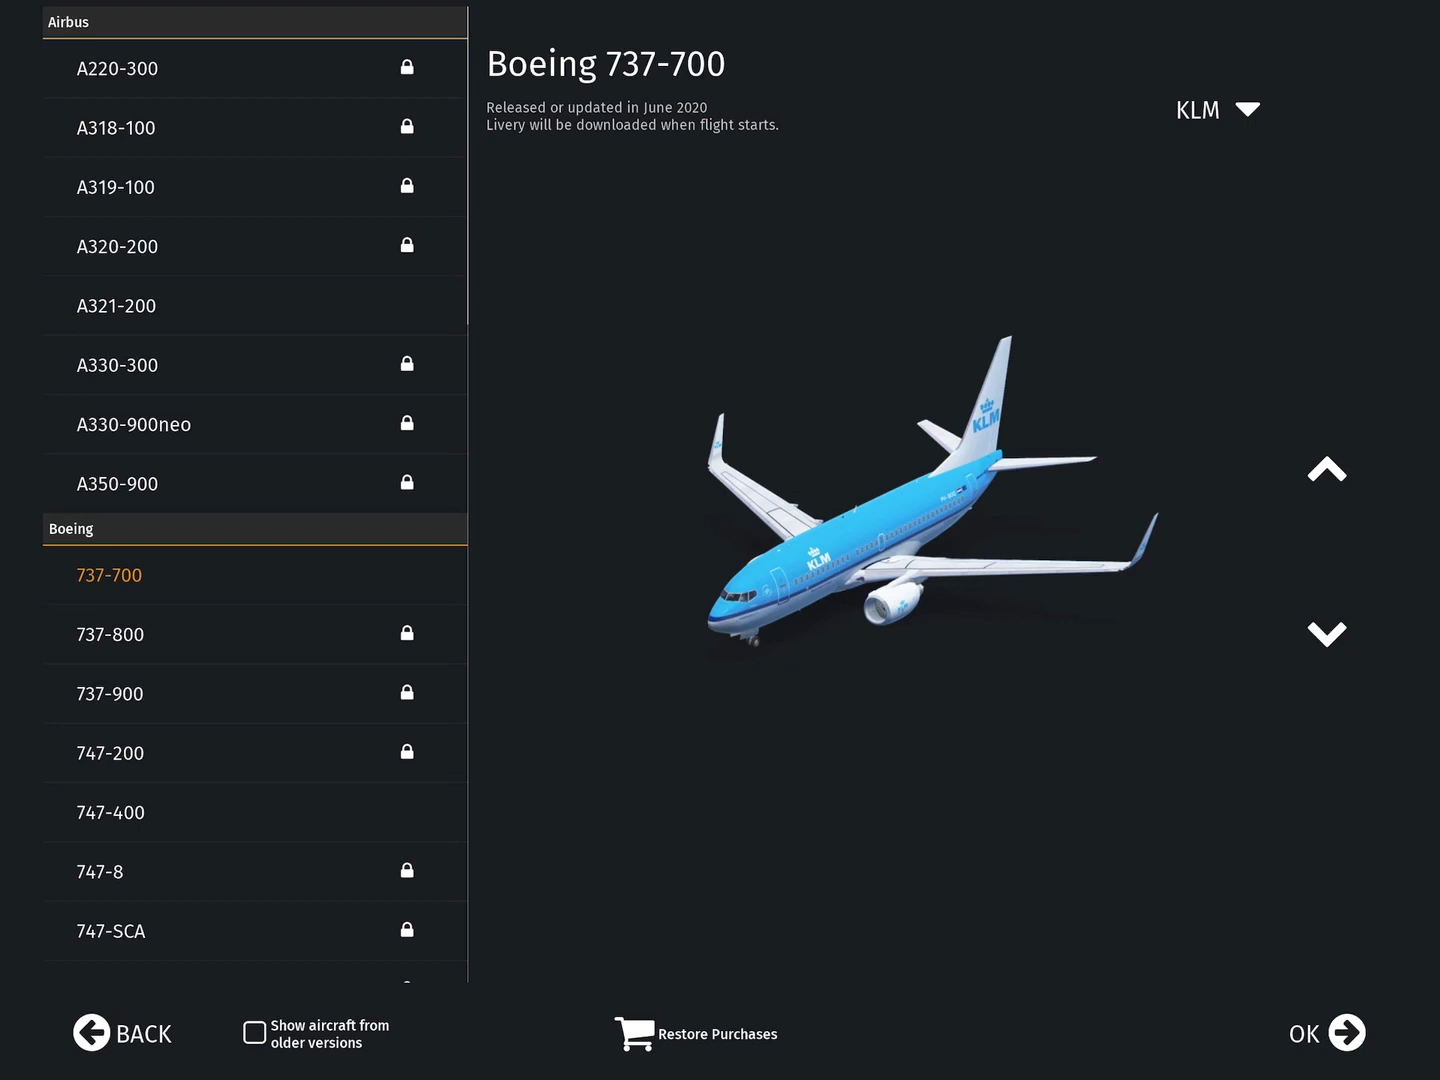 Airbus
A220-300
A318-100
A319-100
A320-200
A321-200
A330-300
A330-900neo
A350-900
Boeing
737-700
737-800
737-900
747-200
747-400
747-8
747-SCA
Boeing 737-700
Released or updated in June 2020
Livery will be downloaded when flight starts.
KLM
KLM
KLM
BACK
Show aircraft from
older versions
Restore Purchases
OK